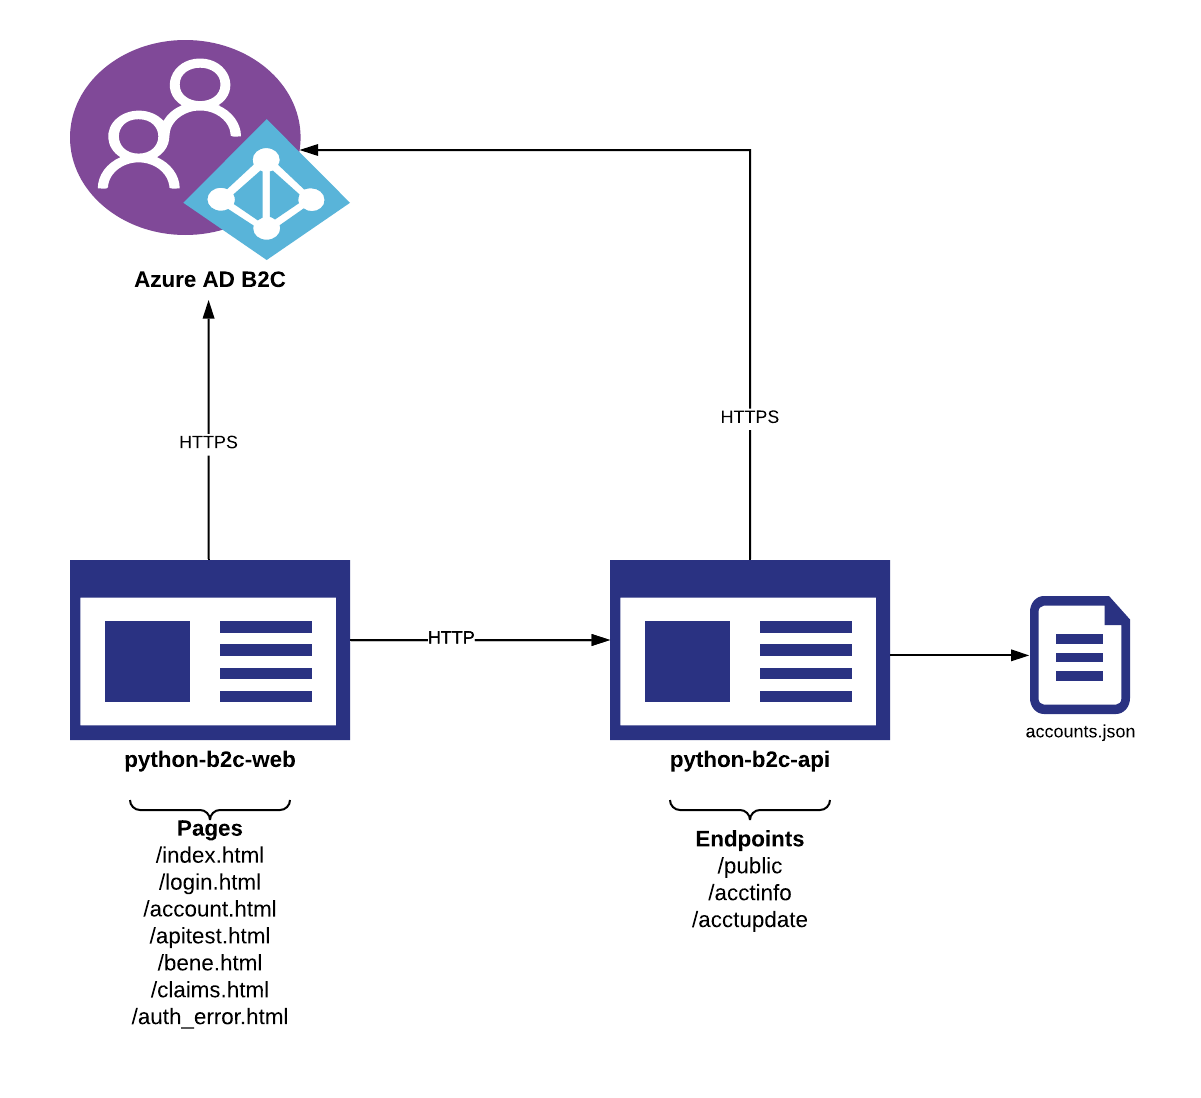 Azure AD B2C
HTTPS
HTTPS
HTTP
python-b2c-web
python-b2c-api
accounts.json
Pages
/index.html
/login.html
/account.html
/apitest.html
/bene.html
/claims.html
/auth_error.html
Endpoints
/public
/acctinfo
/acctupdate